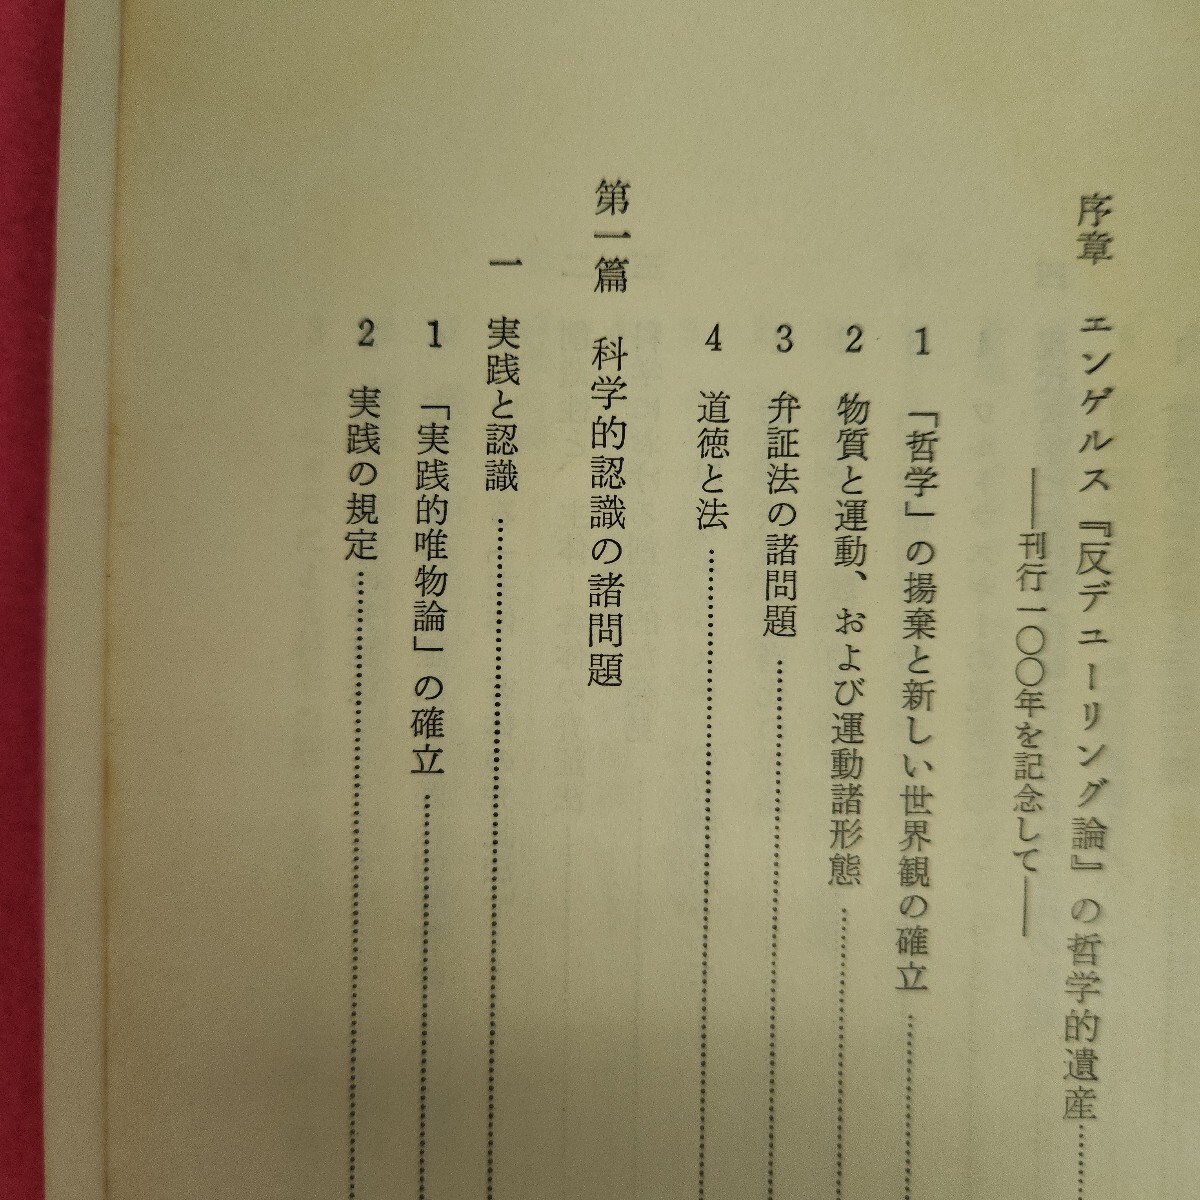 序章　エンゲルス『反デューリング論』の哲学的遺産…………
――刊行一〇〇年を記念して――
1　「哲学」の揚棄と新しい世界観の確立…………
2　物質と運動、および運動諸形態…………
3　弁証法の諸問題…………
4　道徳と法…………
第一篇　科学的認識の諸問題
一　実践と認識…………
1　「実践的唯物論」の確立…………
2　実践の規定…………